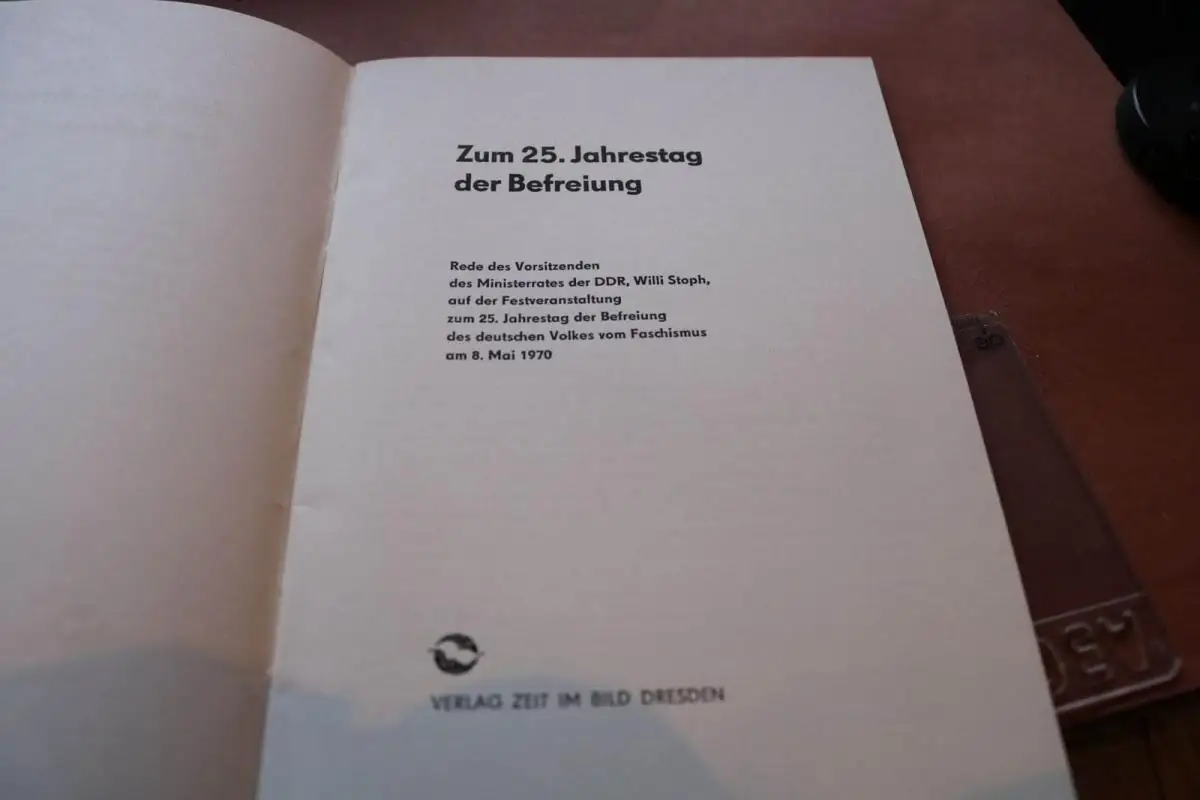 Zum 25. Jahrestag
der Befreiung
Rede des Vorsitzenden
des Ministerrates der DDR, Willi Stoph,
auf der Festveranstaltung
zum 25. Jahrestag der Befreiung
des deutschen Volkes vom Faschismus
am 8. Mai 1970
VERLAG ZEIT IM BILD DRESDEN